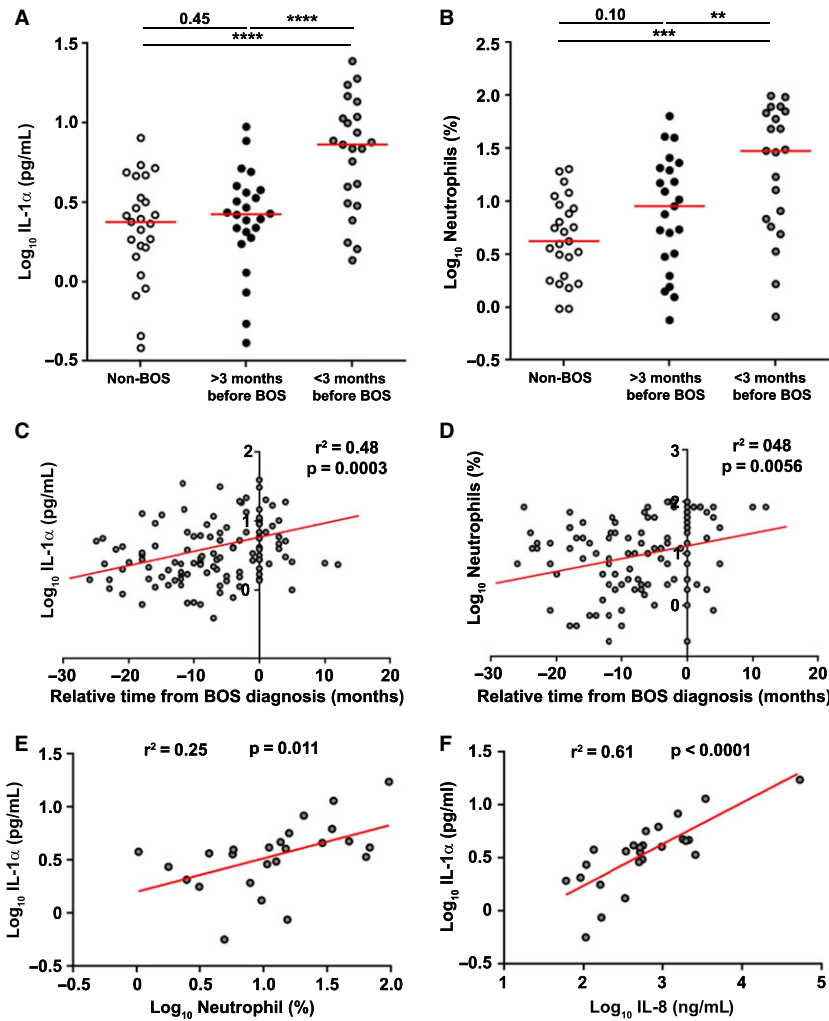 A
0.45
****
****
1.5
1.0
0.5
0.0
–0.5
Log10 IL-1α (pg/mL)
Non-BOS
>3 months
before BOS
<3 months
before BOS
B
0.10
**
***
2.5
2.0
1.5
1.0
0.5
0.0
–0.5
Log10 Neutrophils (%)
Non-BOS
>3 months
before BOS
<3 months
before BOS
C
r2 = 0.48
p = 0.0003
2
1
0
Log10 IL-1α (pg/mL)
–30
–20
–10
0
10
20
Relative time from BOS diagnosis (months)
D
r2 = 048
p = 0.0056
3
2
1
0
Log10 Neutrophils (%)
–30
–20
–10
0
10
20
Relative time from BOS diagnosis (months)
E
r2 = 0.25
p = 0.011
1.5
1.0
0.5
0
–0.5
Log10 IL-1α (pg/mL)
–0.5
0
0.5
1.0
1.5
2.0
Log10 Neutrophil (%)
F
r2 = 0.61
p < 0.0001
1.5
1.0
0.5
0
–0.5
Log10 IL-1α (pg/ml)
1
2
3
4
5
Log10 IL-8 (ng/mL)